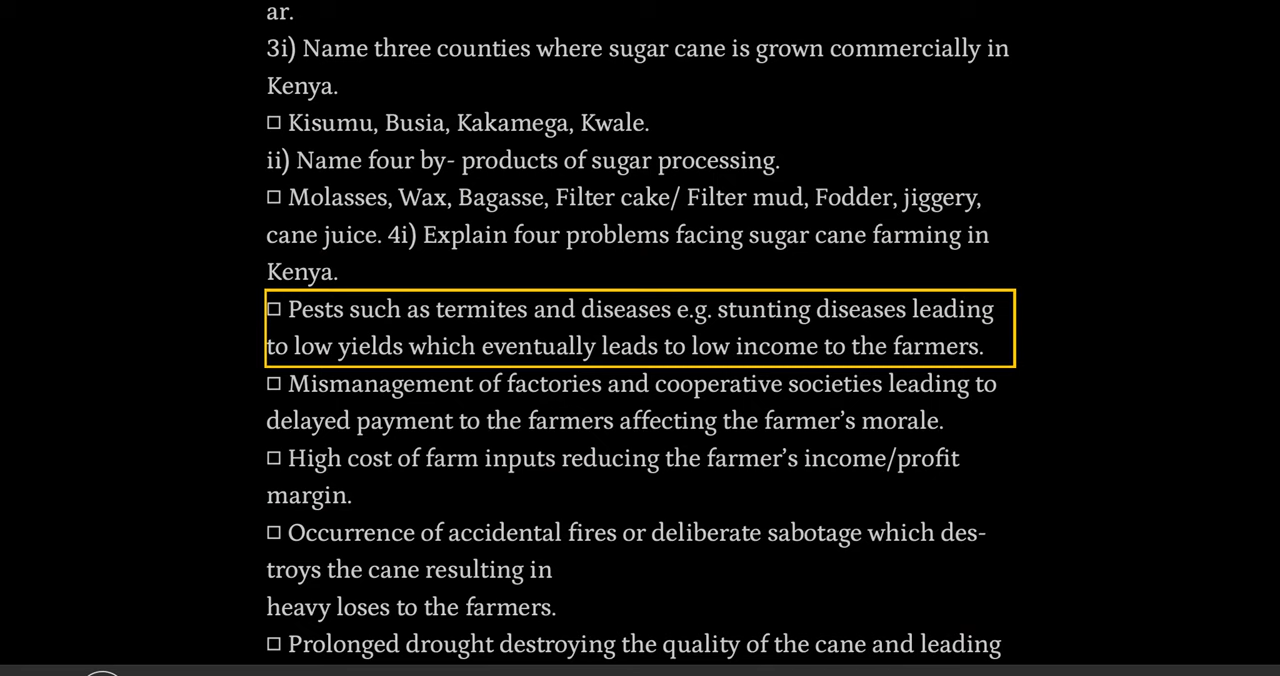 ar.
3i) Name three counties where sugar cane is grown commercially in
Kenya.
□ Kisumu, Busia, Kakamega, Kwale.
ii) Name four by- products of sugar processing.
□ Molasses, Wax, Bagasse, Filter cake/ Filter mud, Fodder, jiggery,
cane juice. 4i) Explain four problems facing sugar cane farming in
Kenya.
□ Pests such as termites and diseases e.g. stunting diseases leading
to low yields which eventually leads to low income to the farmers.
□ Mismanagement of factories and cooperative societies leading to
delayed payment to the farmers affecting the farmer’s morale.
□ High cost of farm inputs reducing the farmer’s income/profit
margin.
□ Occurrence of accidental fires or deliberate sabotage which des-
troys the cane resulting in
heavy loses to the farmers.
□ Prolonged drought destroying the quality of the cane and leading